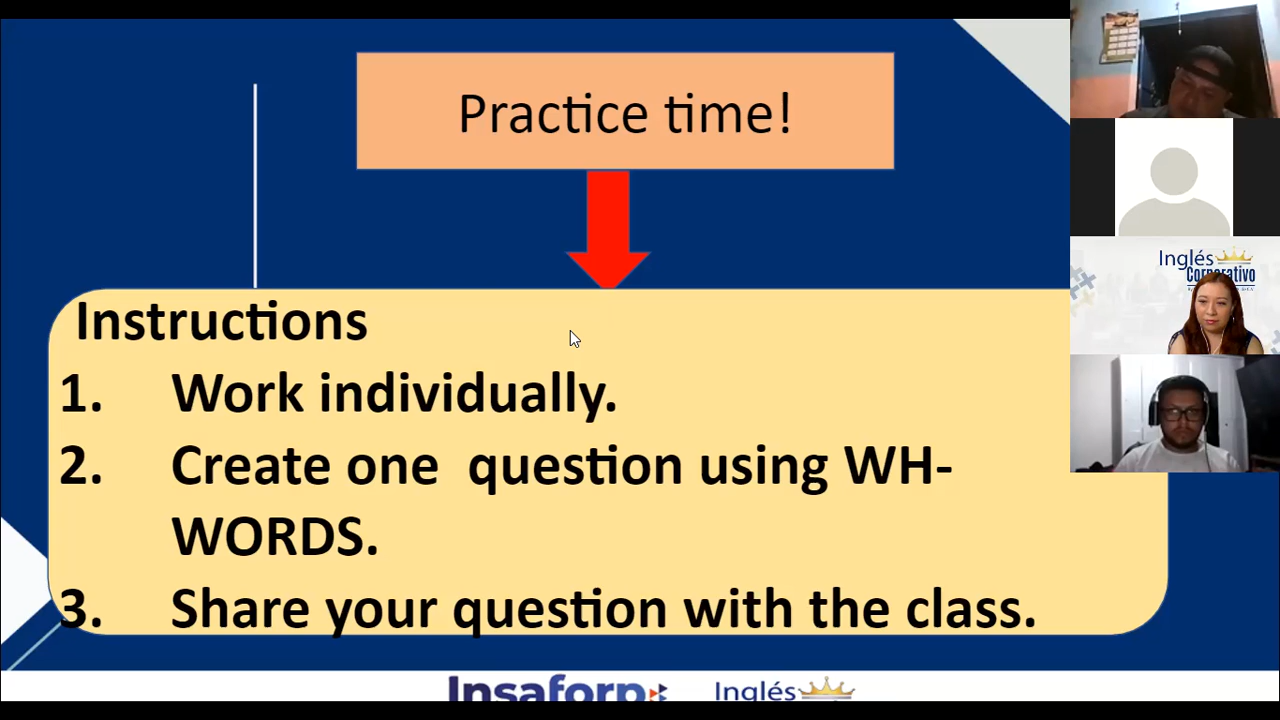 Practice time!
Instructions
1. Work individually.
2. Create one question using WH-
WORDS.
3. Share your question with the class.
Insaforp
Inglés
Inglés
Corporativo